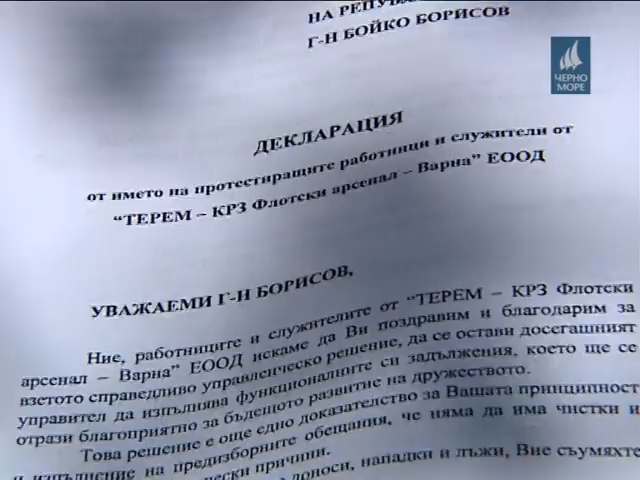 НА РЕПУ
Г-Н БОЙКО БОРИСОВ
ЧЕРНО
МОРЕ
ДЕКЛАРАЦИЯ
от името на протестиращите работници и служители от
“ТЕРЕМ – КРЗ Флотски арсенал – Варна” ЕООД
УВАЖАЕМИ Г-Н БОРИСОВ,
Ние, работниците и служителите от “ТЕРЕМ – КРЗ Флотски
арсенал – Варна” ЕООД искаме да Ви поздравим и благодарим за
взетото справедливо управленческо решение, да се остави досегашният
управител да изпълнява функционалните си задължения, което ще се
отрази благоприятно за бъдещото развитие на дружеството.
Това решение е още едно доказателство за Вашата принципност
и изпълнение на предизборните обещания, че няма да има чистки и
причини.
доноси, нападки и лъжи, Вие съумяхте